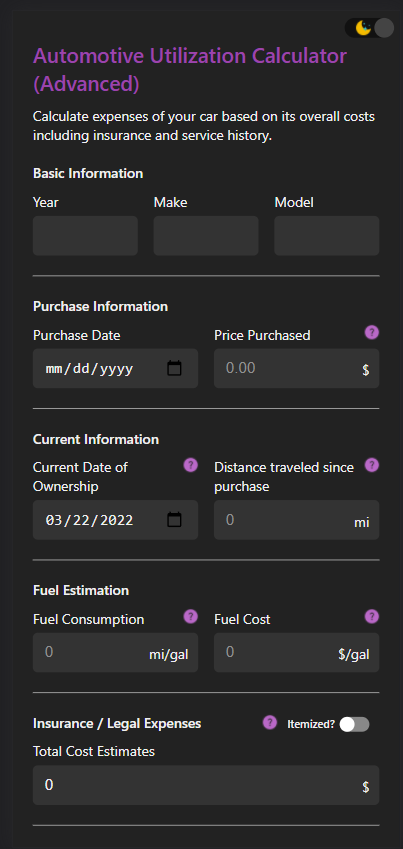 Automotive Utilization Calculator
(Advanced)
Calculate expenses of your car based on its overall costs
including insurance and service history.
Basic Information
Year Make Model
Purchase Information
Purchase Date Price Purchased ?
mm/dd/yyyy 0.00 $
Current Information
Current Date of ? Distance traveled since ?
Ownership purchase
03/22/2022 0 mi
Fuel Estimation
Fuel Consumption ? Fuel Cost ?
0 mi/gal 0 $/gal
Insurance / Legal Expenses ? Itemized?
Total Cost Estimates
0 $